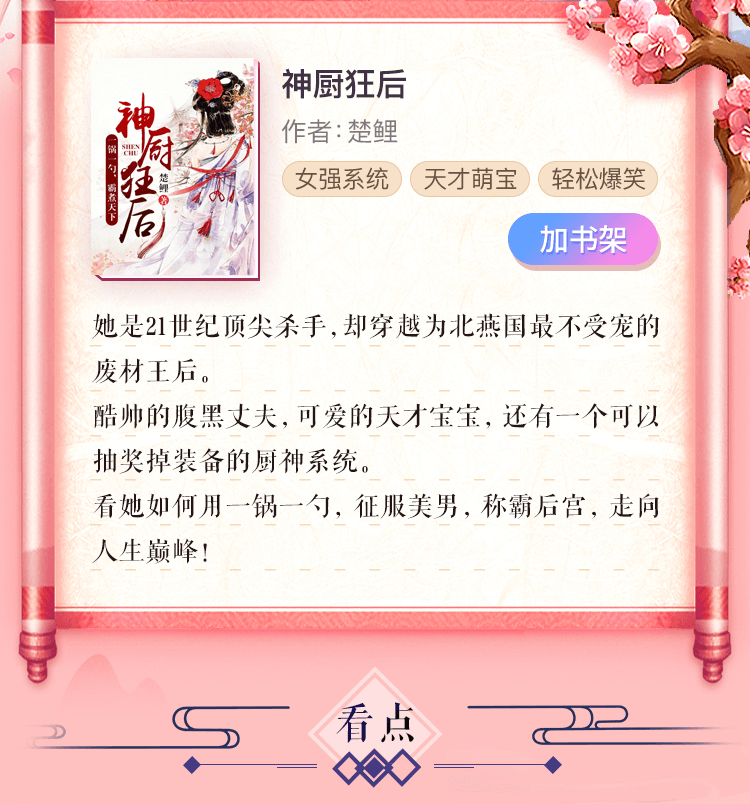 神厨狂后
作者:楚鲤
女强系统 天才萌宝 轻松爆笑
加书架
神厨狂后
SHEN
CHU
一锅一勺，霸煮天下
楚鲤 著
她是21世纪顶尖杀手,却穿越为北燕国最不受宠的
废材王后。
酷帅的腹黑丈夫,可爱的天才宝宝,还有一个可以
抽奖掉装备的厨神系统。
看她如何用一锅一勺,征服美男,称霸后宫,走向
人生巅峰!
看点